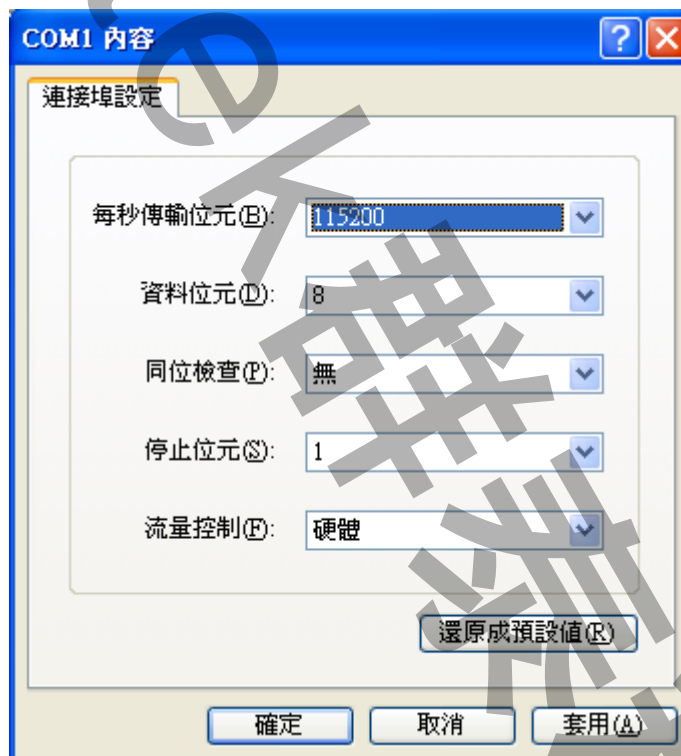 COM1 內容
連接埠設定
每秒傳輸位元(B): 115200
資料位元(D): 8
同位檢查(P): 無
停止位元(S): 1
流量控制(F): 硬體
還原成預設值(R)
確定 取消 套用(A)